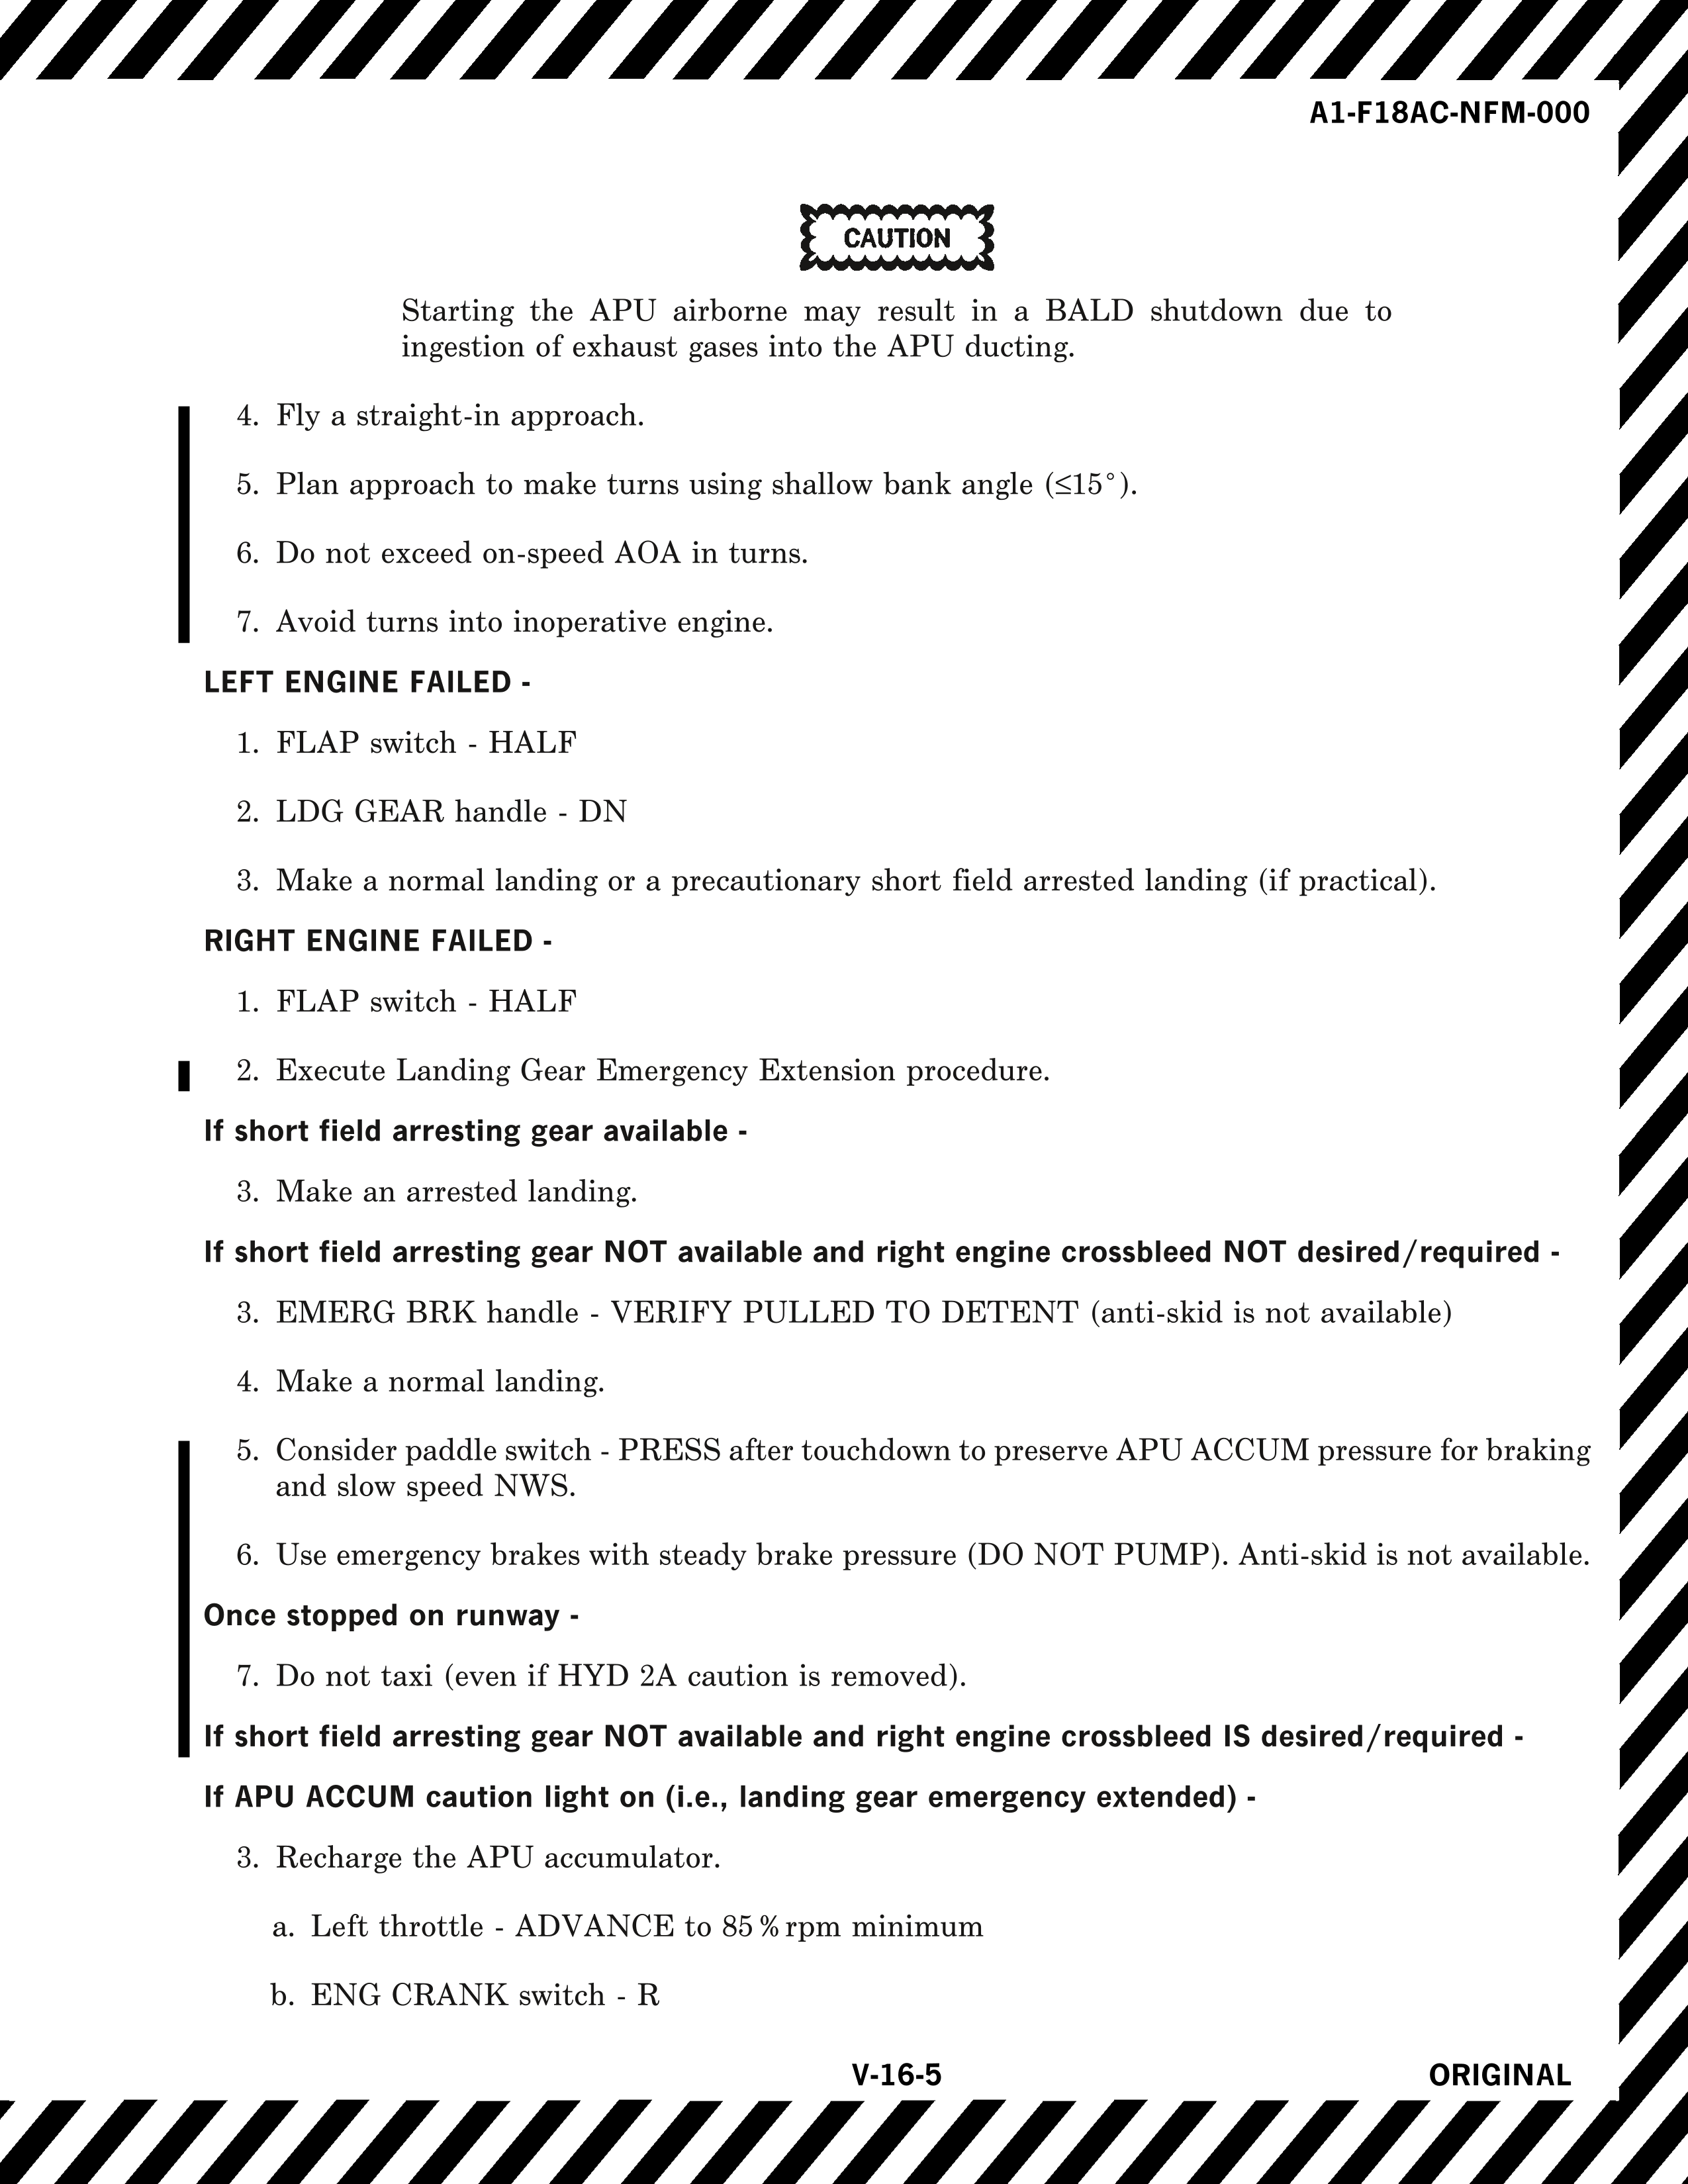 A1-F18AC-NFM-000
CAUTION
Starting the APU airborne may result in a BALD shutdown due to
ingestion of exhaust gases into the APU ducting.
4. Fly a straight-in approach.
5. Plan approach to make turns using shallow bank angle (≤15°).
6. Do not exceed on-speed AOA in turns.
7. Avoid turns into inoperative engine.
LEFT ENGINE FAILED -
1. FLAP switch - HALF
2. LDG GEAR handle - DN
3. Make a normal landing or a precautionary short field arrested landing (if practical).
RIGHT ENGINE FAILED -
1. FLAP switch - HALF
2. Execute Landing Gear Emergency Extension procedure.
If short field arresting gear available -
3. Make an arrested landing.
If short field arresting gear NOT available and right engine crossbleed NOT desired/required -
3. EMERG BRK handle - VERIFY PULLED TO DETENT (anti-skid is not available)
4. Make a normal landing.
5. Consider paddle switch - PRESS after touchdown to preserve APU ACCUM pressure for braking
and slow speed NWS.
6. Use emergency brakes with steady brake pressure (DO NOT PUMP). Anti-skid is not available.
Once stopped on runway -
7. Do not taxi (even if HYD 2A caution is removed).
If short field arresting gear NOT available and right engine crossbleed IS desired/required -
If APU ACCUM caution light on (i.e., landing gear emergency extended) -
3. Recharge the APU accumulator.
a. Left throttle - ADVANCE to 85% rpm minimum
b. ENG CRANK switch - R
V-16-5
ORIGINAL